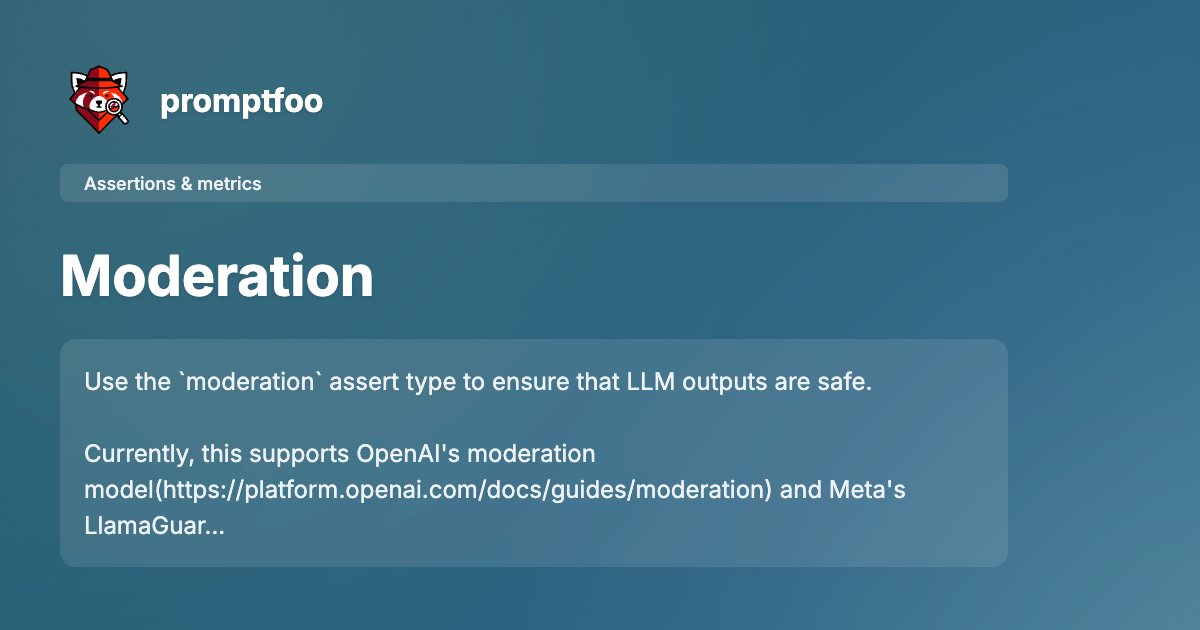 promptfoo
Assertions & metrics
Moderation
Use the `moderation` assert type to ensure that LLM outputs are safe.
Currently, this supports OpenAI's moderation
model(https://platform.openai.com/docs/guides/moderation) and Meta's
LlamaGuar...